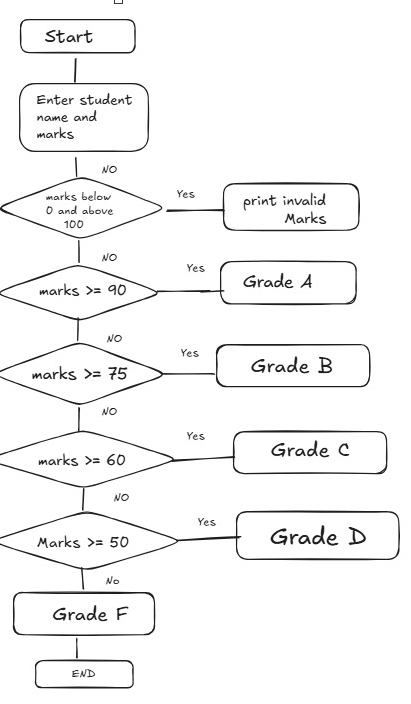 Start
Enter student
name and
marks
NO
marks below
0 and above
100
Yes
print invalid
Marks
NO
marks >= 90
Yes
Grade A
NO
marks >= 75
Yes
Grade B
NO
marks >= 60
Yes
Grade C
NO
Marks >= 50
Yes
Grade D
No
Grade F
END